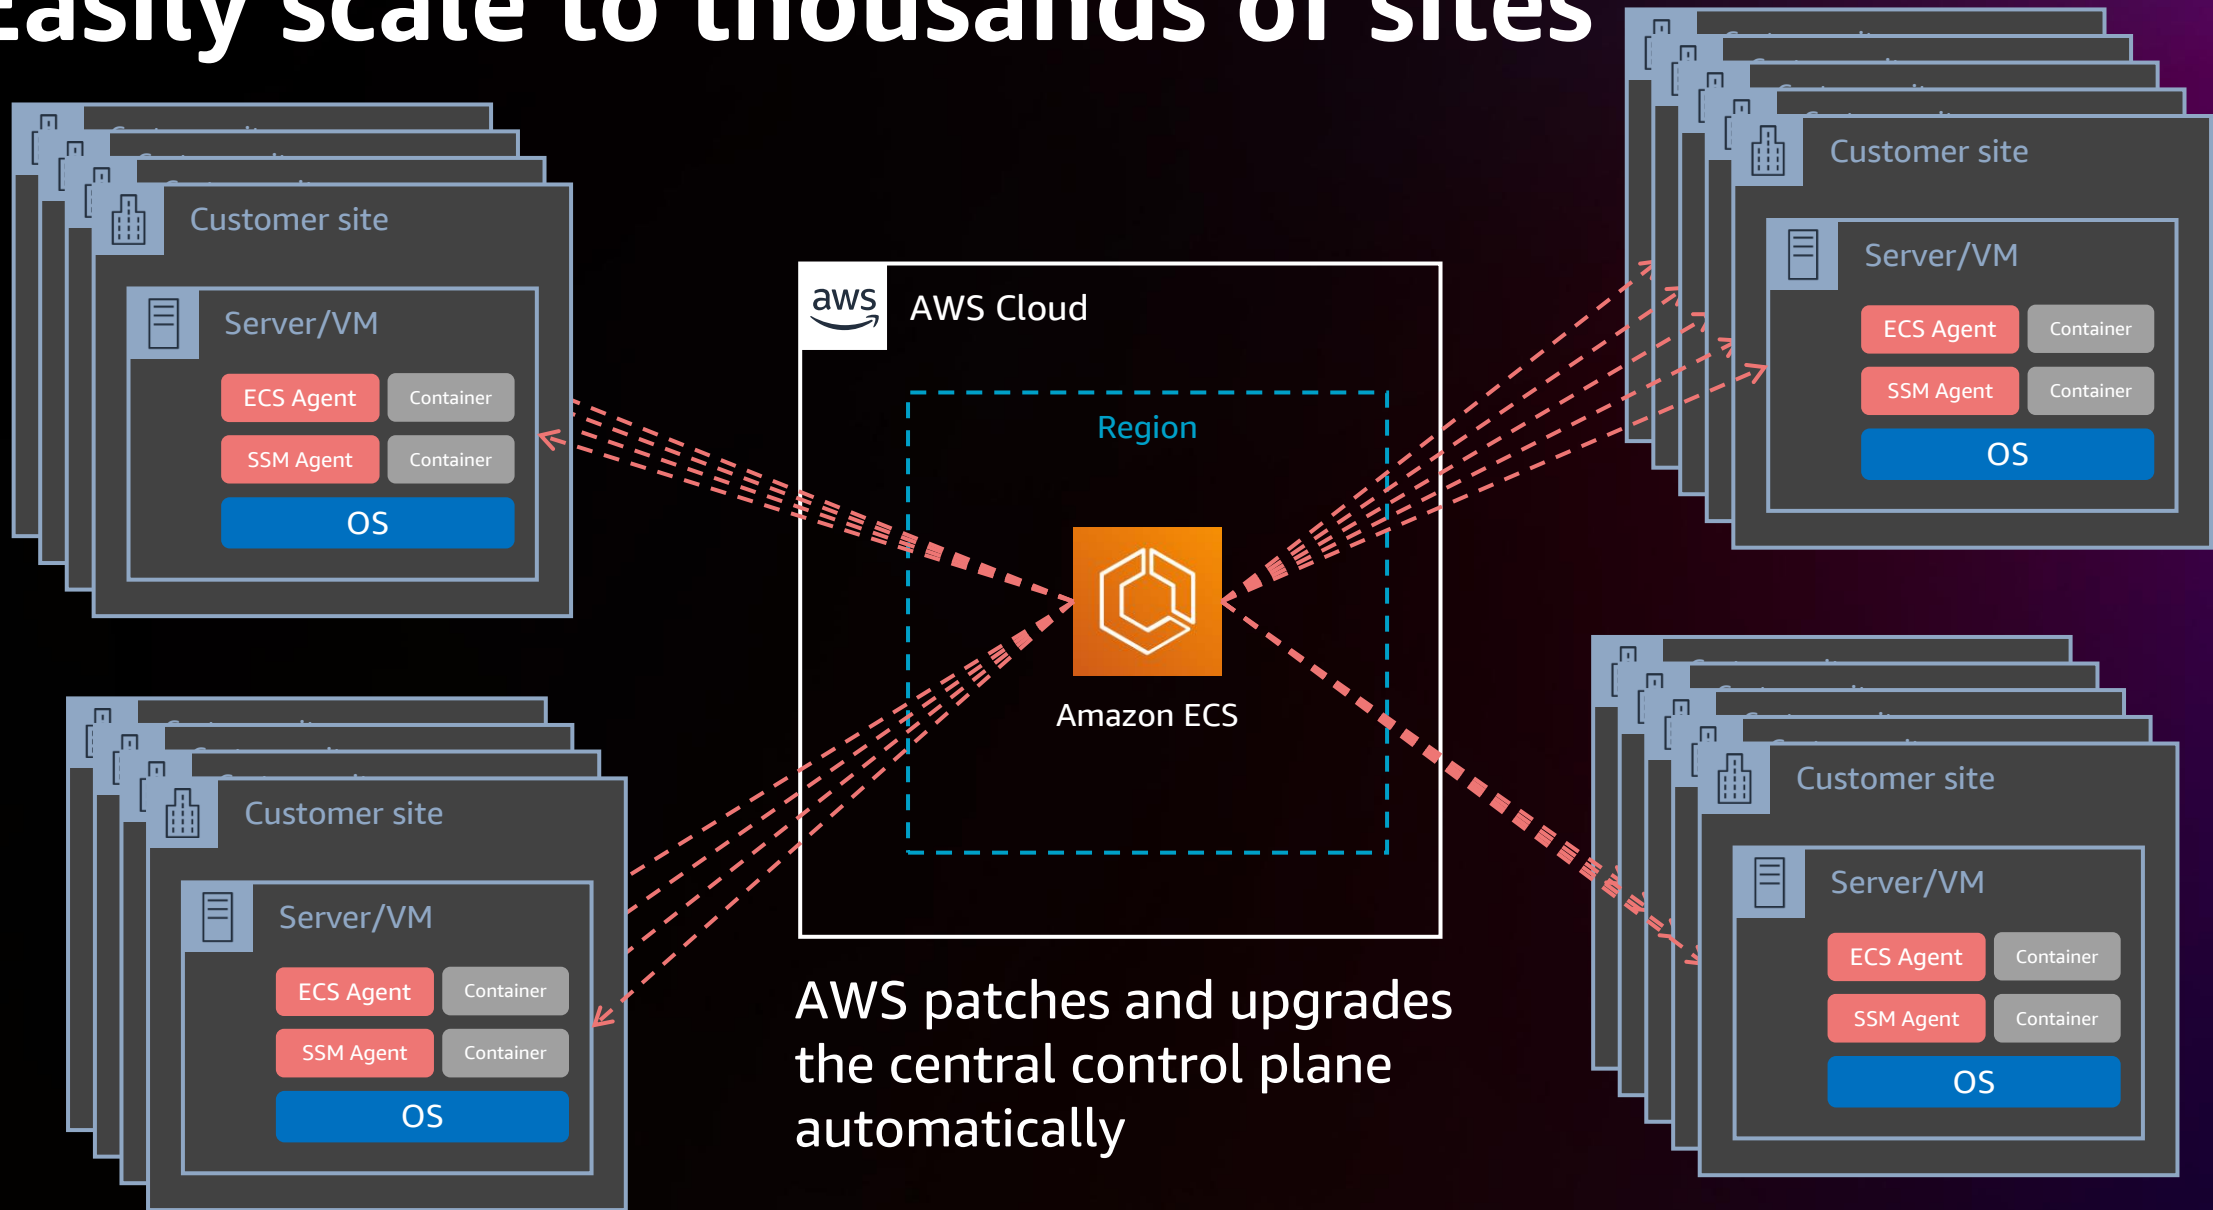 Easily scale to thousands of sites
Customer site
Server/VM
ECS Agent
Container
SSM Agent
Container
OS
aws
AWS Cloud
Region
Amazon ECS
Customer site
Server/VM
ECS Agent
Container
SSM Agent
Container
OS
Customer site
Server/VM
ECS Agent
Container
SSM Agent
Container
OS
AWS patches and upgrades
the central control plane
automatically
Customer site
Server/VM
ECS Agent
Container
SSM Agent
Container
OS